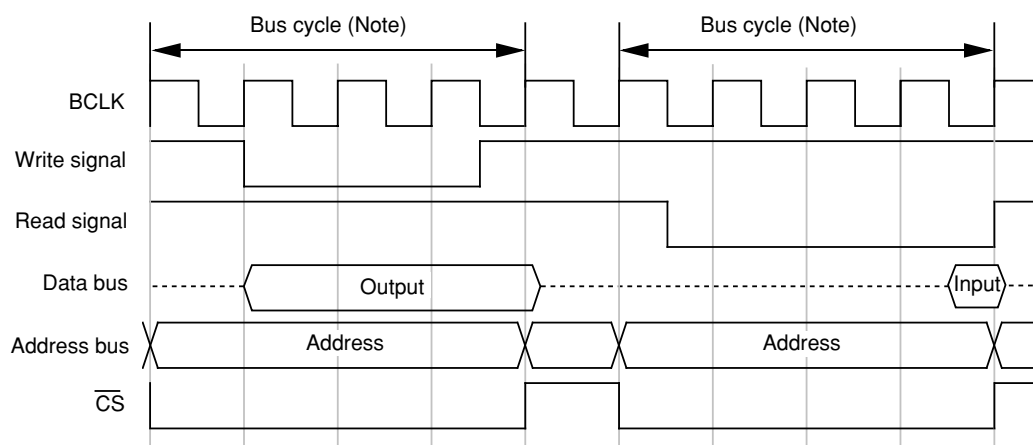 Bus cycle (Note) Bus cycle (Note)
BCLK
Write signal
Read signal
Data bus Output Input
Address bus Address Address
CS